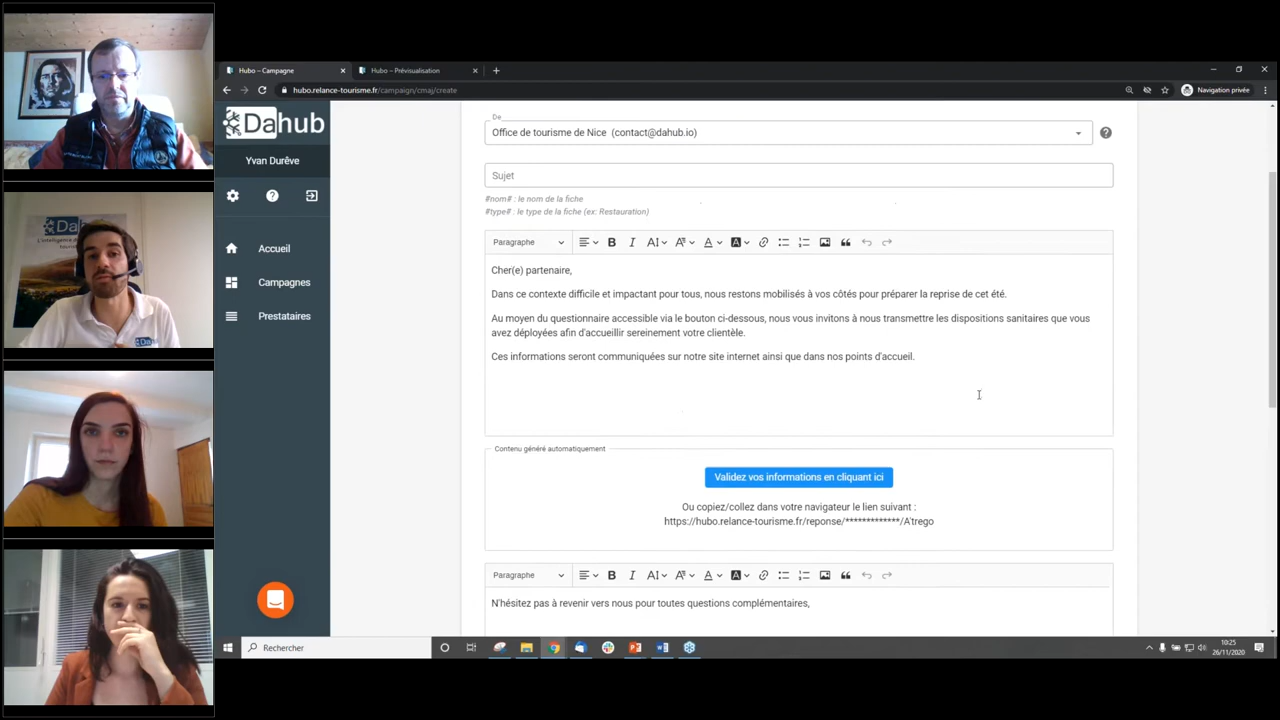 Hubo – Campagne
Hubo – Prévisualisation
hubo.relance-tourisme.fr/campaign/cmaj/create
Navigation privée
Dahub
Yvan Durêve
Accueil
Campagnes
Prestataires
De
Office de tourisme de Nice (contact@dahub.io)
Sujet
#nom# : le nom de la fiche
#type# : le type de la fiche (ex: Restauration)
Paragraphe
Cher(e) partenaire,
Dans ce contexte difficile et impactant pour tous, nous restons mobilisés à vos côtés pour préparer la reprise de cet été.
Au moyen du questionnaire accessible via le bouton ci-dessous, nous vous invitons à nous transmettre les dispositions sanitaires que vous
avez déployées afin d'accueillir sereinement votre clientèle.
Ces informations seront communiquées sur notre site internet ainsi que dans nos points d'accueil.
Contenu généré automatiquement
Validez vos informations en cliquant ici
Ou copiez/collez dans votre navigateur le lien suivant :
https://hubo.relance-tourisme.fr/reponse/*************/A'trego
Paragraphe
N'hésitez pas à revenir vers nous pour toutes questions complémentaires,
Rechercher
10:25
26/11/2020